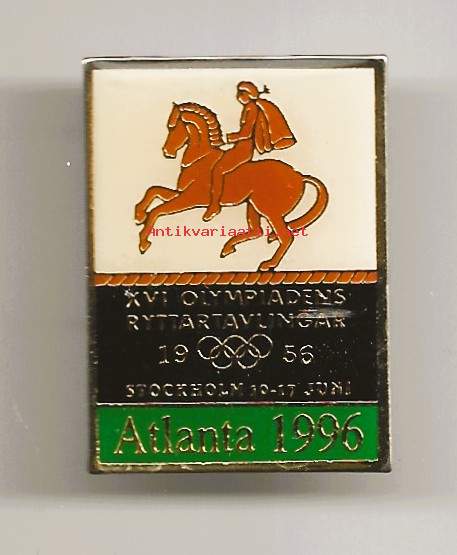 Antikvariaatti.net
XVI OLYMPIADENS
RYTTARTAVLINGAR
19 56
STOCKHOLM 10-17 JUNI
Atlanta 1996